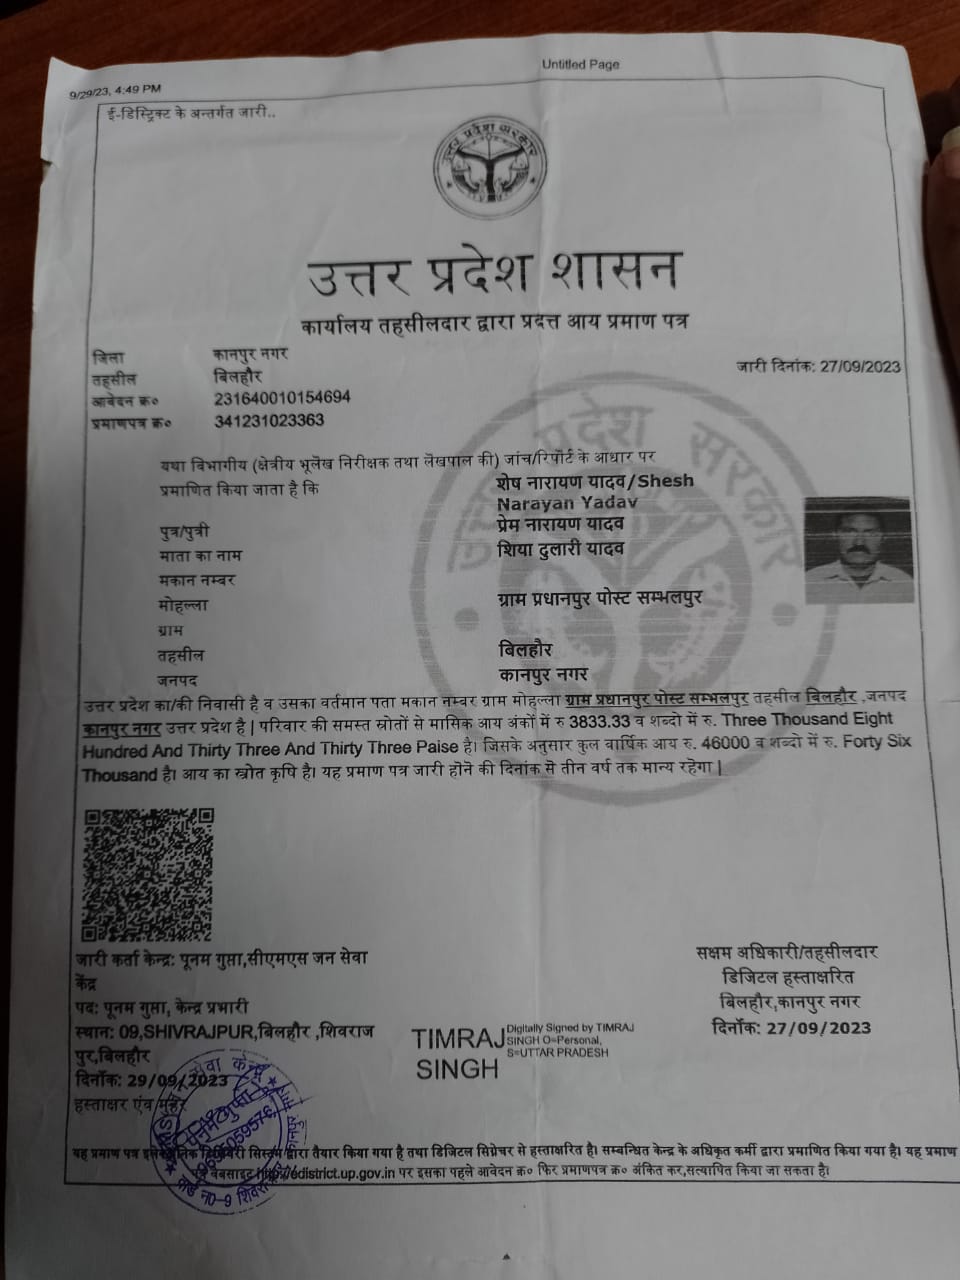 Untitled Page
9/29/23, 4:49 PM
ई-डिस्ट्रिक्ट के अन्तर्गत जारी..
उत्तर प्रदेश सरकार
उत्तर प्रदेश शासन
कार्यालय तहसीलदार द्वारा प्रदत्त आय प्रमाण पत्र
जिला कानपुर नगर
जारी दिनांक: 27/09/2023
तहसील बिलहौर
आवेदन क्र० 231640010154694
प्रमाणपत्र क्र० 341231023363
यथा विभागीय (क्षेत्रीय भूलेख निरीक्षक तथा लेखपाल की) जांच/रिपोर्ट के आधार पर
प्रमाणित किया जाता है कि शेष नारायण यादव/Shesh
Narayan Yadav
पुत्र/पुत्री प्रेम नारायण यादव
माता का नाम शिया दुलारी यादव
मकान नम्बर
मोहल्ला ग्राम प्रधानपुर पोस्ट सम्भलपुर
ग्राम
तहसील बिलहौर
जनपद कानपुर नगर
उत्तर प्रदेश का/की निवासी है व उसका वर्तमान पता मकान नम्बर ग्राम मोहल्ला ग्राम प्रधानपुर पोस्ट सम्भलपुर तहसील बिलहौर ,जनपद
कानपुर नगर उत्तर प्रदेश है | परिवार की समस्त स्रोतों से मासिक आय अंकों में रु 3833.33 व शब्दो में रु. Three Thousand Eight
Hundred And Thirty Three And Thirty Three Paise है। जिसके अनुसार कुल वार्षिक आय रु. 46000 व शब्दो में रु. Forty Six
Thousand है। आय का स्रोत कृषि है। यह प्रमाण पत्र जारी होने की दिनांक से तीन वर्ष तक मान्य रहेगा |
जारी कर्ता केन्द्र: पूनम गुप्ता,सीएमएस जन सेवा
केंद्र
पद: पूनम गुप्ता, केन्द्र प्रभारी
स्थान: 09,SHIVRAJPUR,बिलहौर ,शिवराज
पुर,बिलहौर
दिनाँक: 29/09/2023
हस्ताक्षर एंव मुहर
TIMRAJ
SINGH
Digitally Signed by TIMRAJ
SINGH O=Personal,
S=UTTAR PRADESH
सक्षम अधिकारी/तहसीलदार
डिजिटल हस्ताक्षरित
बिलहौर,कानपुर नगर
दिनाँक: 27/09/2023
यह प्रमाण पत्र इलेक्ट्रॉनिक डिलिवरी सिस्टम द्वारा तैयार किया गया है तथा डिजिटल सिग्नेचर से हस्ताक्षरित है। सम्बन्धित केन्द्र के अधिकृत कर्मी द्वारा प्रमाणित किया गया है। यह प्रमाण
पत्र वेबसाइट http://edistrict.up.gov.in पर इसका पहले आवेदन क्र० फिर प्रमाणपत्र क्र० अंकित कर,सत्यापित किया जा सकता है।